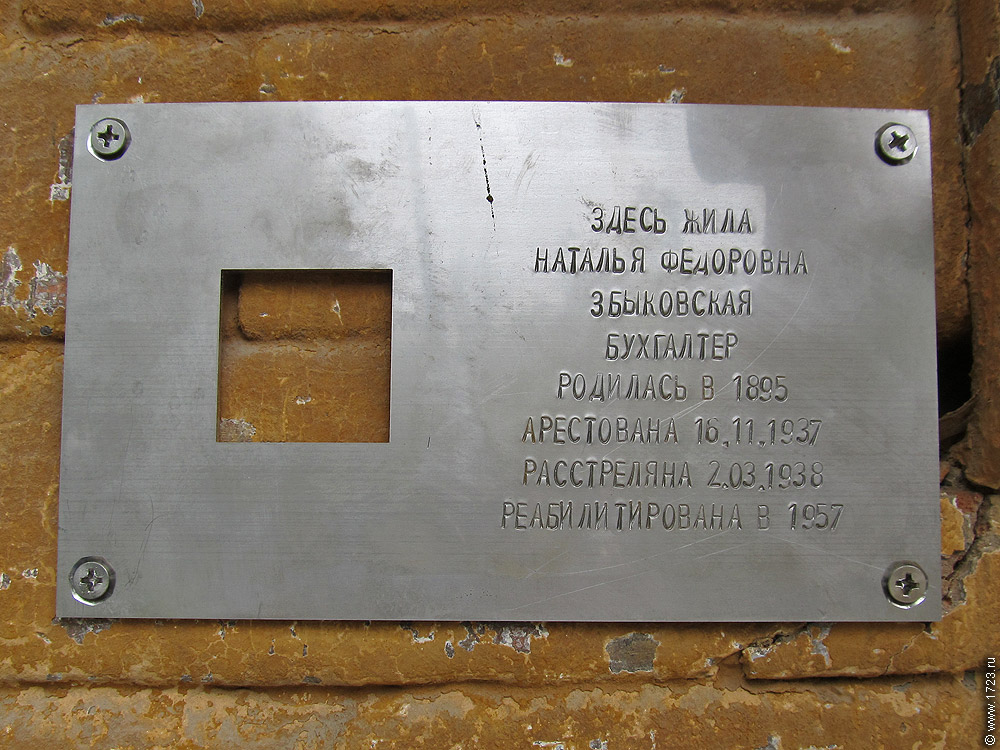 ЗДЕСЬ ЖИЛА
НАТАЛЬЯ ФЕДОРОВНА
ЗБЫКОВСКАЯ
БУХГАЛТЕР
РОДИЛАСЬ В 1895
АРЕСТОВАНА 16.11.1937
РАССТРЕЛЯНА 2.03.1938
РЕАБИЛИТИРОВАНА В 1957
© www.1723.ru